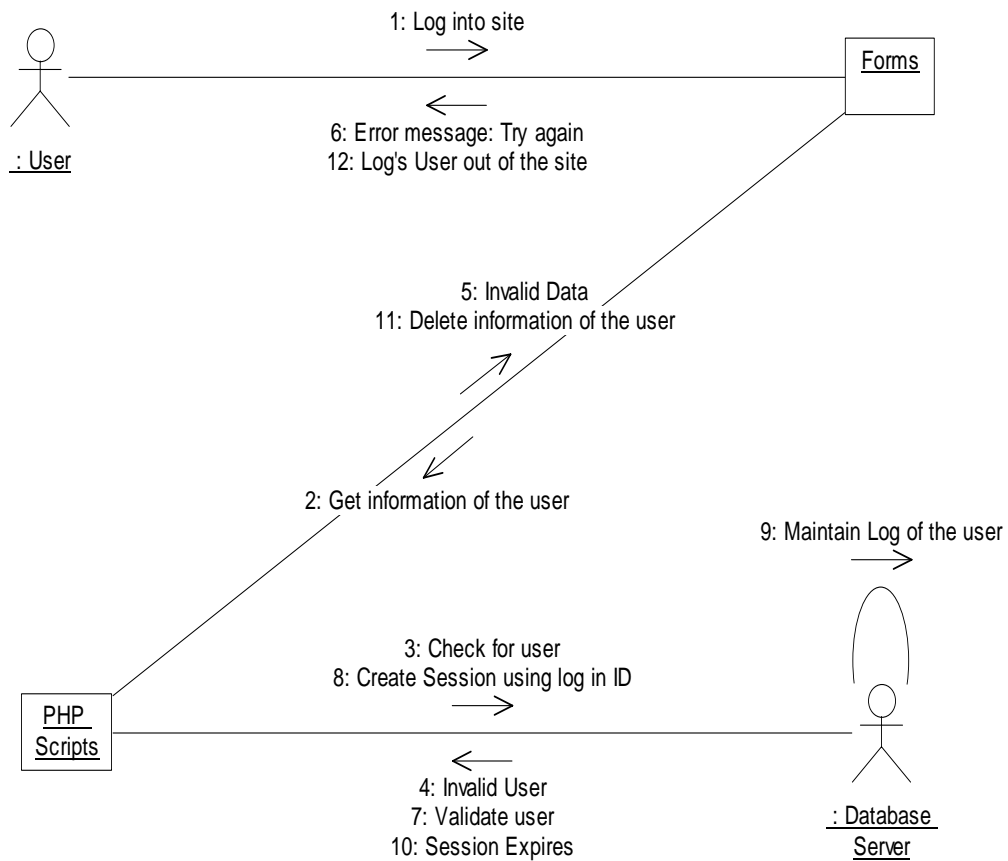 1: Log into site
Forms
6: Error message: Try again
12: Log's User out of the site
: User
5: Invalid Data
11: Delete information of the user
2: Get information of the user
9: Maintain Log of the user
3: Check for user
8: Create Session using log in ID
PHP
Scripts
4: Invalid User
7: Validate user
10: Session Expires
: Database
Server